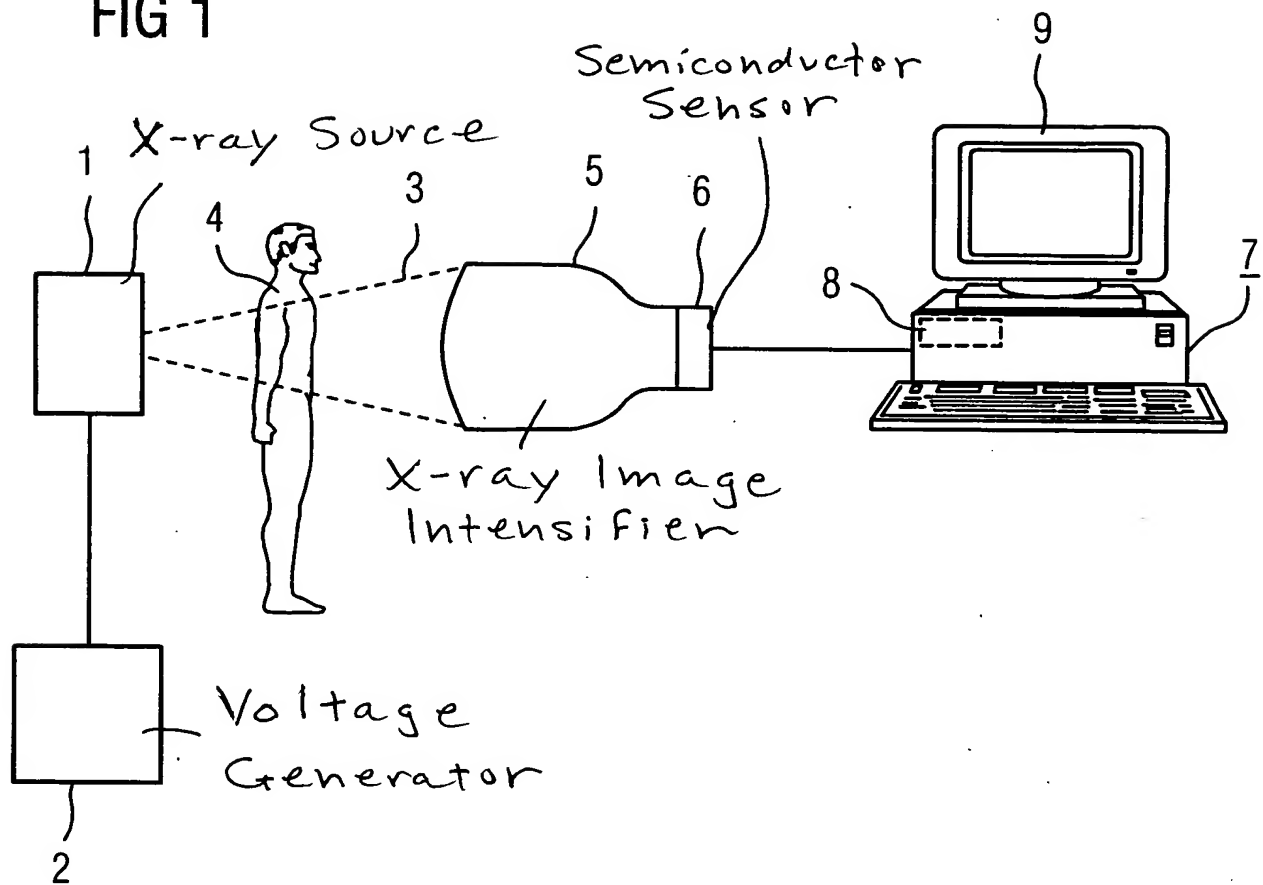 FIG 1
9
Semiconductor
Sensor
X-ray Source
1
3
5
6
4
7
8
X-ray Image
Intensifier
Voltage
Generator
2